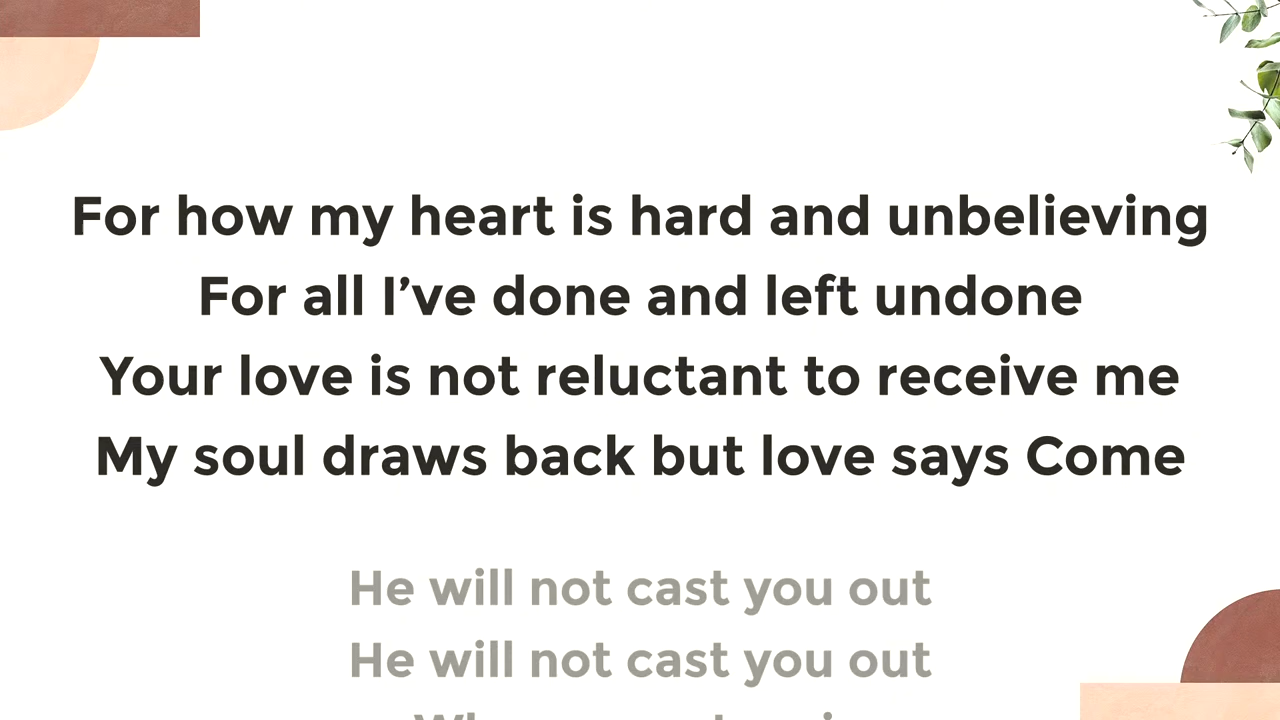 For how my heart is hard and unbelieving
For all I’ve done and left undone
Your love is not reluctant to receive me
My soul draws back but love says Come
He will not cast you out
He will not cast you out